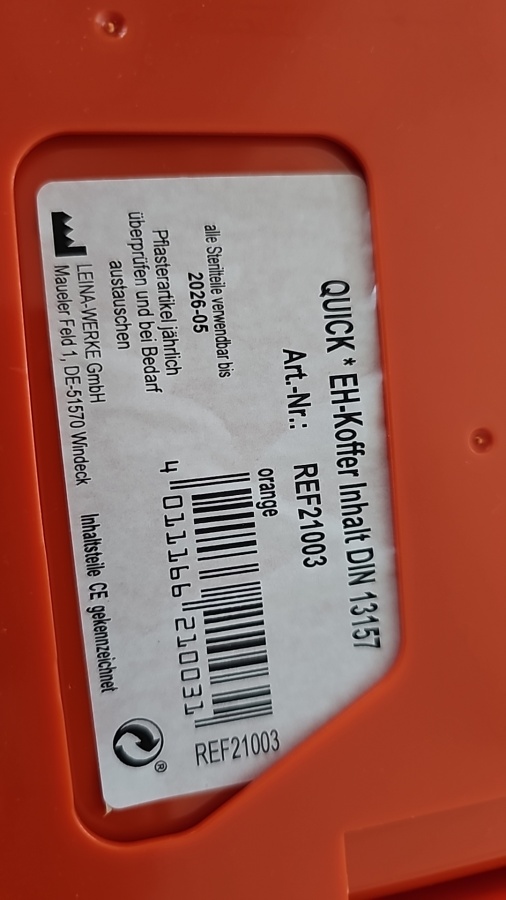 QUICK * EH-Koffer Inhalt DIN 13157
Art.-Nr.: REF21003
orange
alle Sterilteile verwendbar bis
2026-05
Pflasterartikel jährlich
überprüfen und bei Bedarf
austauschen
4 011166 210031
REF21003
LEINA-WERKE GmbH
Maueler Feld 1, DE-51570 Windeck
Inhaltsteile CE gekennzeichnet
®